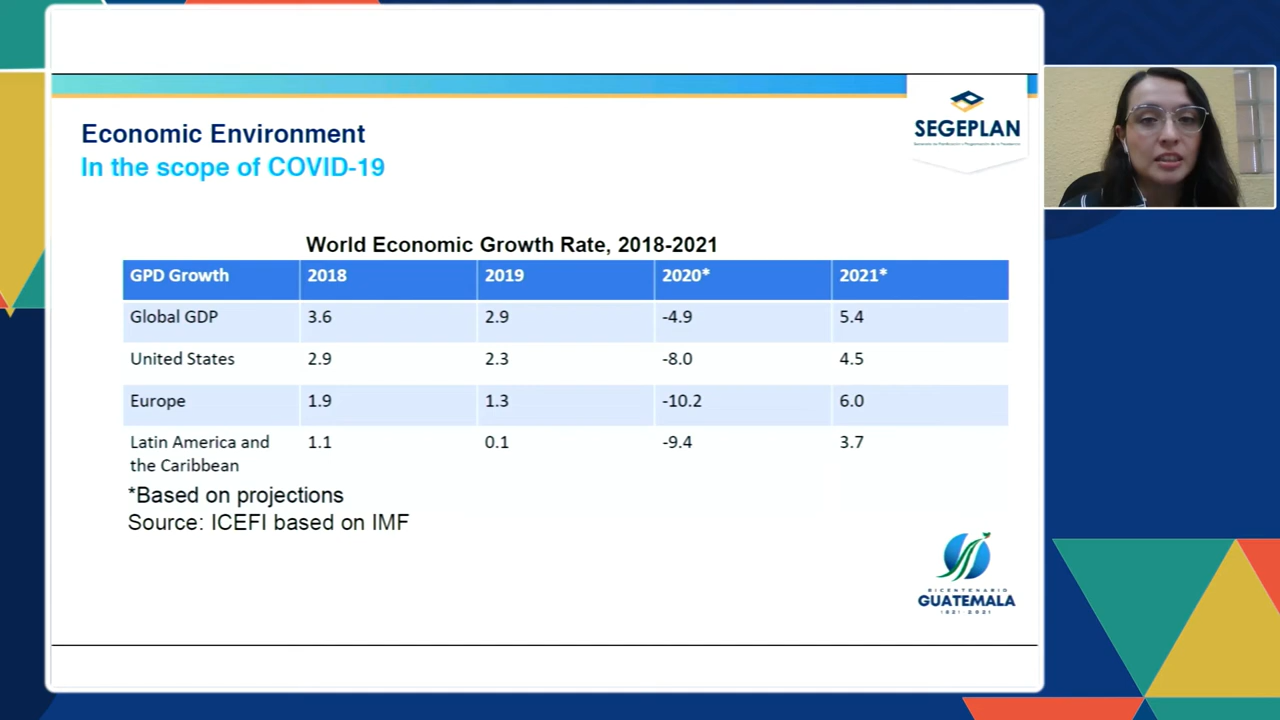 Economic Environment
In the scope of COVID-19
SEGEPLAN
World Economic Growth Rate, 2018-2021
GPD Growth 2018 2019 2020* 2021*
Global GDP 3.6 2.9 -4.9 5.4
United States 2.9 2.3 -8.0 4.5
Europe 1.9 1.3 -10.2 6.0
Latin America and 1.1 0.1 -9.4 3.7
the Caribbean
*Based on projections
Source: ICEFI based on IMF
BICENTENARIO
GUATEMALA
1821-2021